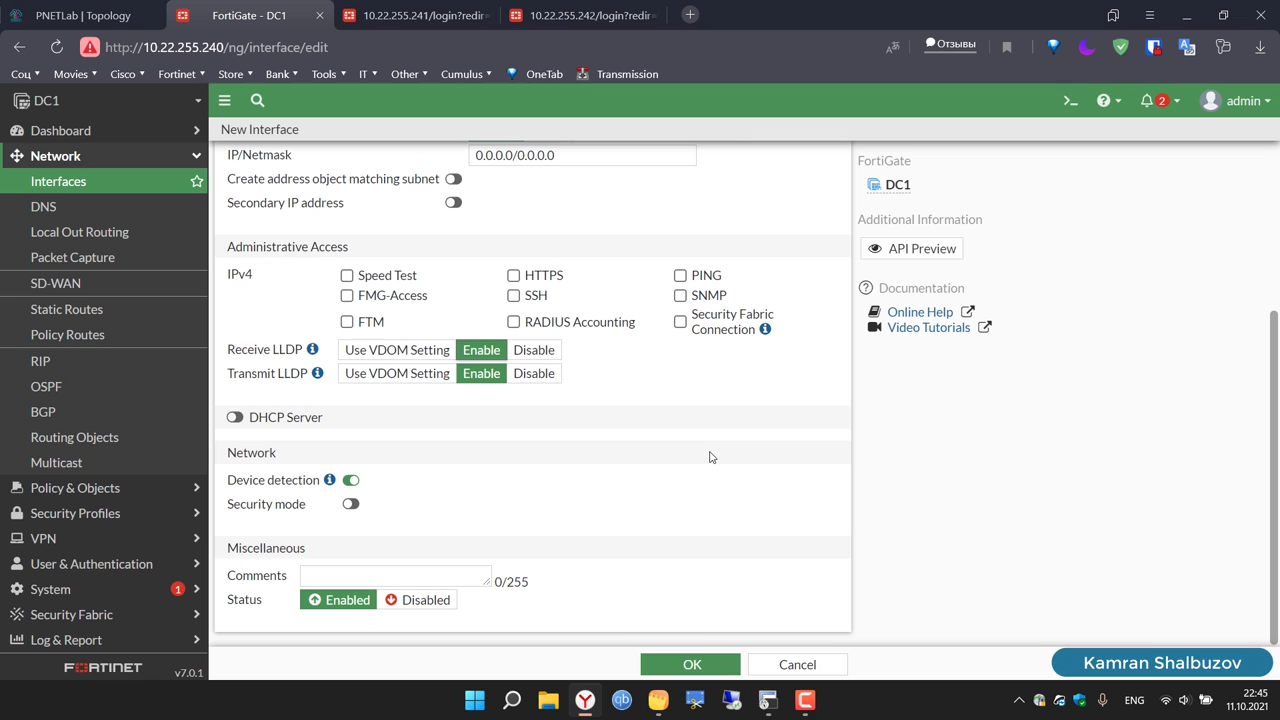 PNETLab | Topology
FortiGate - DC1
10.22.255.241/login?redir
10.22.255.242/login?redir
http://10.22.255.240/ng/interface/edit
Отзывы
Соц
Movies
Cisco
Fortinet
Store
Bank
Tools
IT
Other
Cumulus
OneTab
Transmission
DC1
2
admin
Dashboard
Network
Interfaces
DNS
Local Out Routing
Packet Capture
SD-WAN
Static Routes
Policy Routes
RIP
OSPF
BGP
Routing Objects
Multicast
Policy & Objects
Security Profiles
VPN
User & Authentication
System 1
Security Fabric
Log & Report
FORTINET
v7.0.1
New Interface
IP/Netmask 0.0.0.0/0.0.0.0
Create address object matching subnet
Secondary IP address
Administrative Access
IPv4 Speed Test HTTPS PING
FMG-Access SSH SNMP
FTM RADIUS Accounting Security Fabric
Connection
Receive LLDP Use VDOM Setting Enable Disable
Transmit LLDP Use VDOM Setting Enable Disable
DHCP Server
Network
Device detection
Security mode
Miscellaneous
Comments 0/255
Status Enabled Disabled
OK Cancel
FortiGate
DC1
Additional Information
API Preview
Documentation
Online Help
Video Tutorials
Kamran Shalbuzov
ENG
22:45
11.10.2021